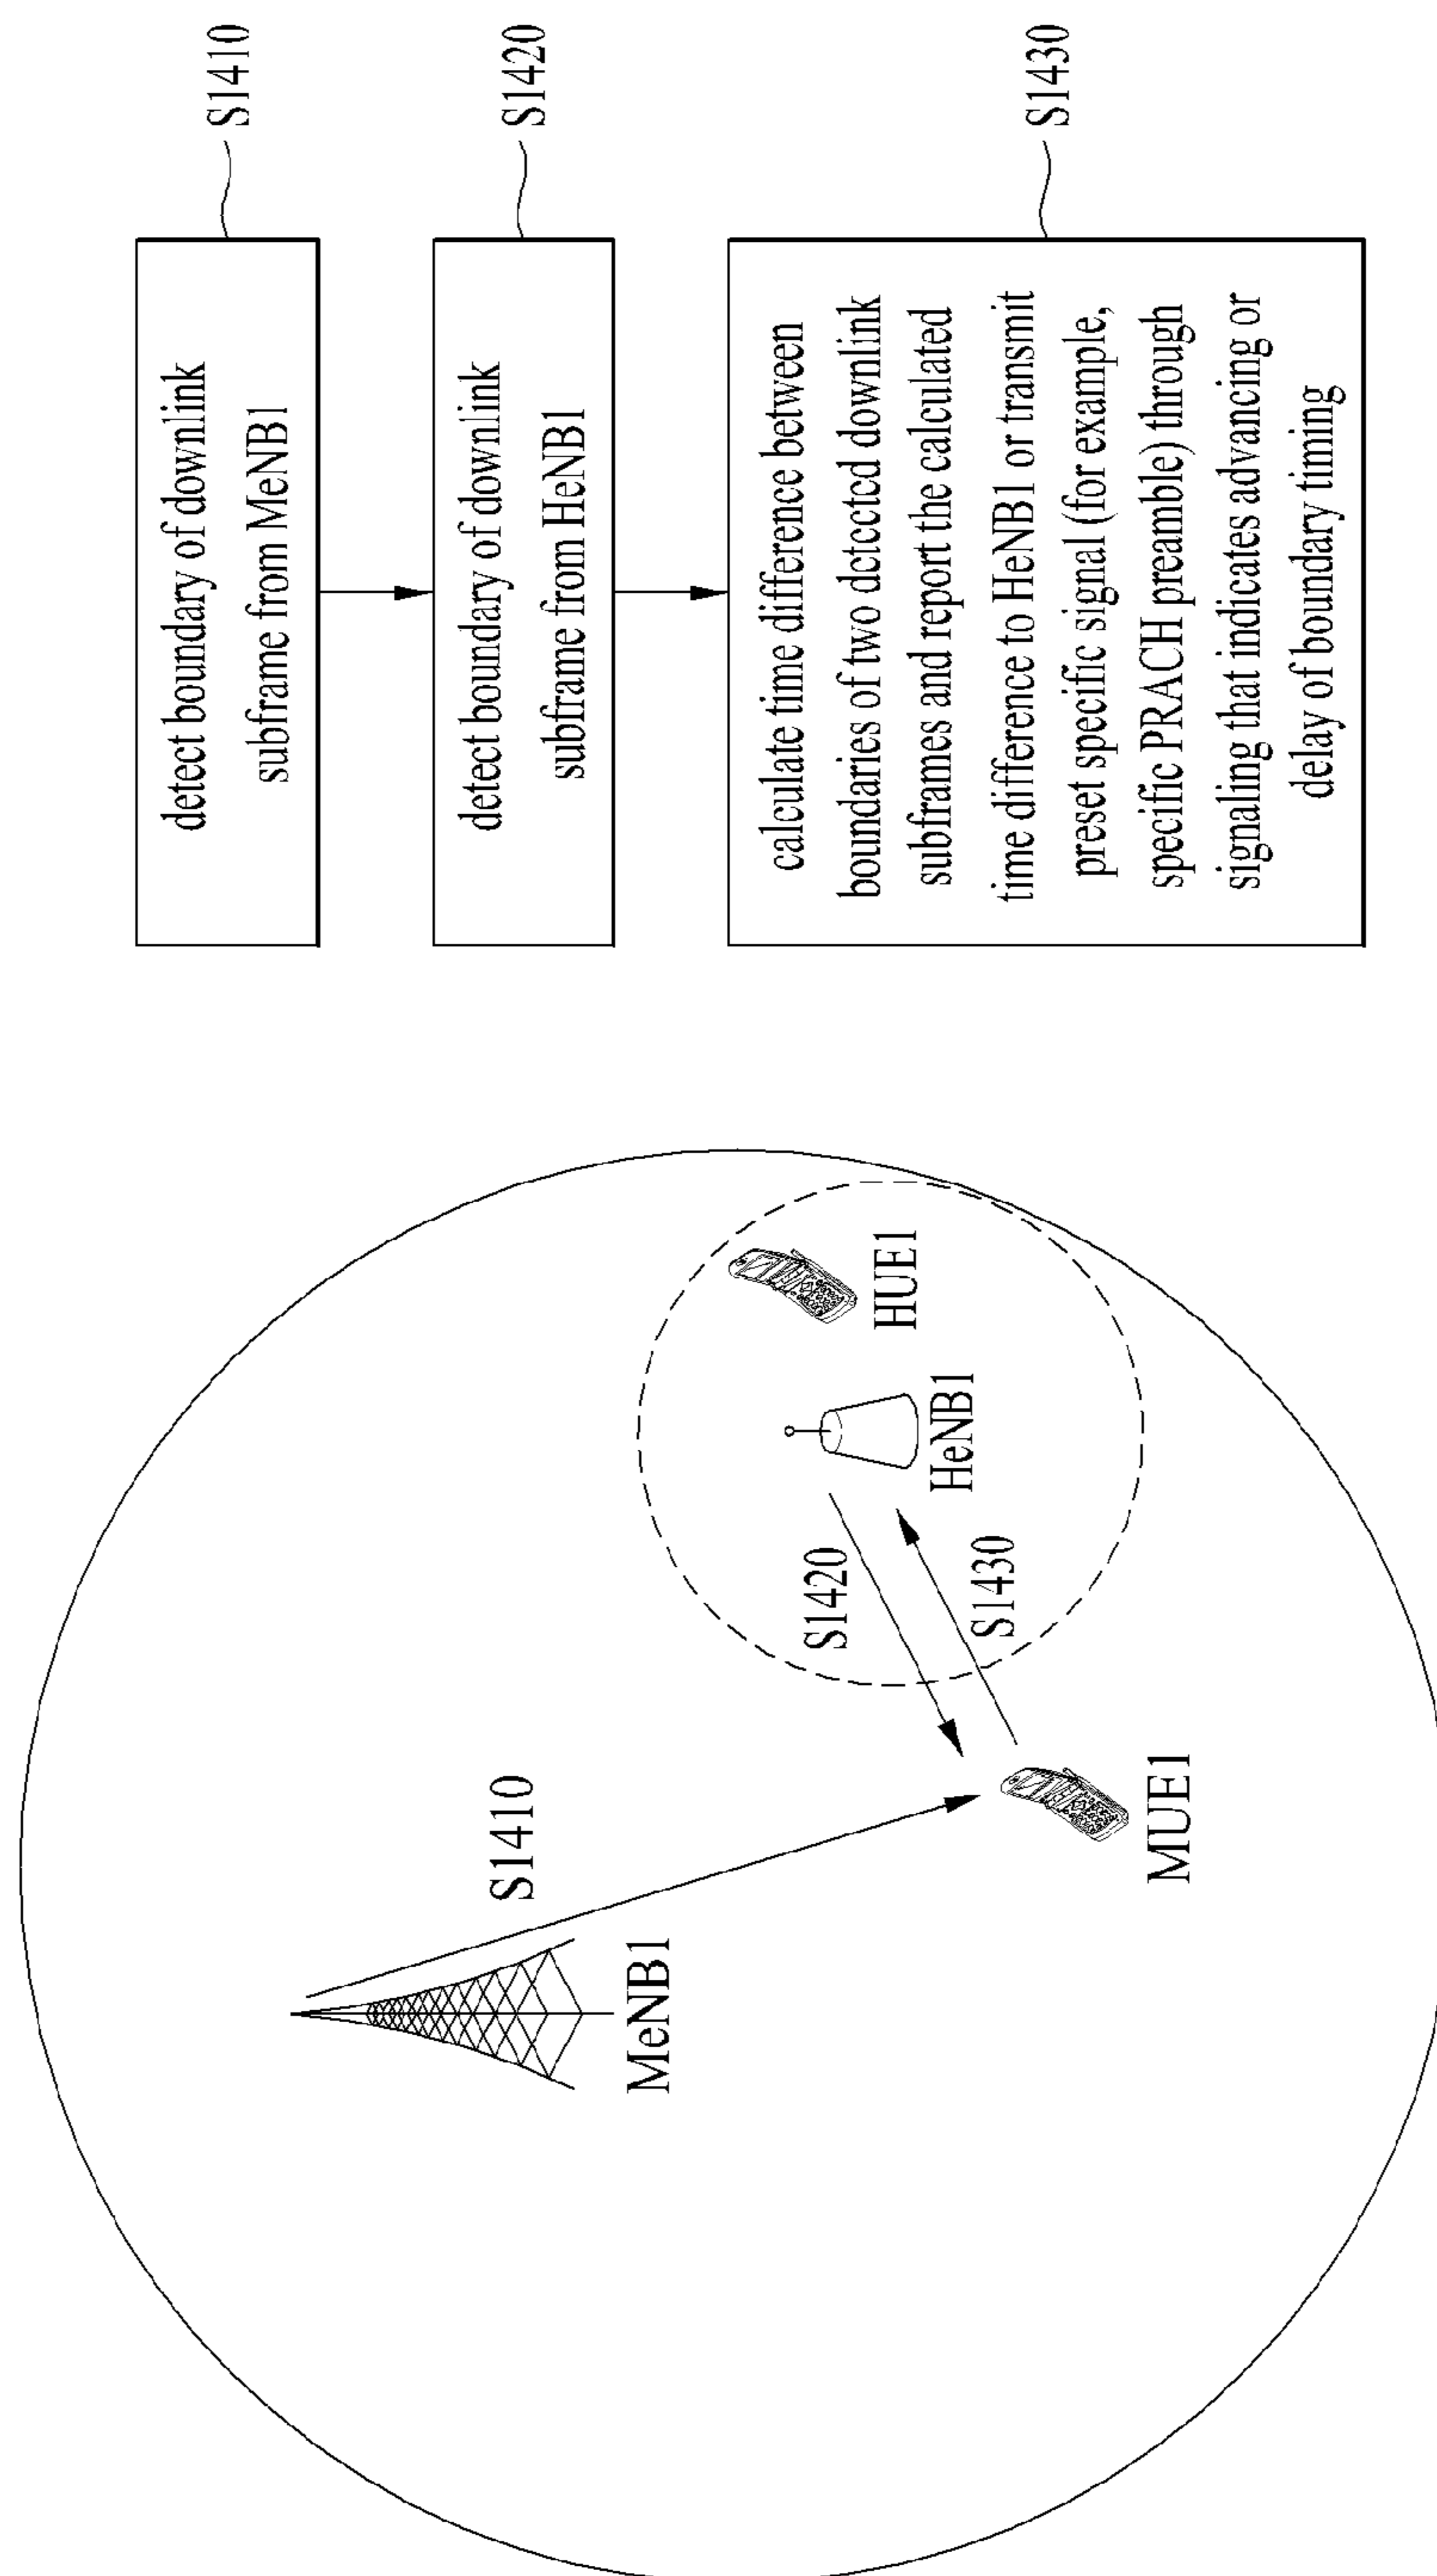 MeNB1
S1410
MUE1
S1420
S1430
HeNB1
HUE1
detect boundary of downlink
subframe from MeNB1
S1410
detect boundary of downlink
subframe from HeNB1
S1420
calculate time difference between
boundaries of two detected downlink
subframes and report the calculated
time difference to HeNB1 or transmit
preset specific signal (for example,
specific PRACH preamble) through
signaling that indicates advancing or
delay of boundary timing
S1430